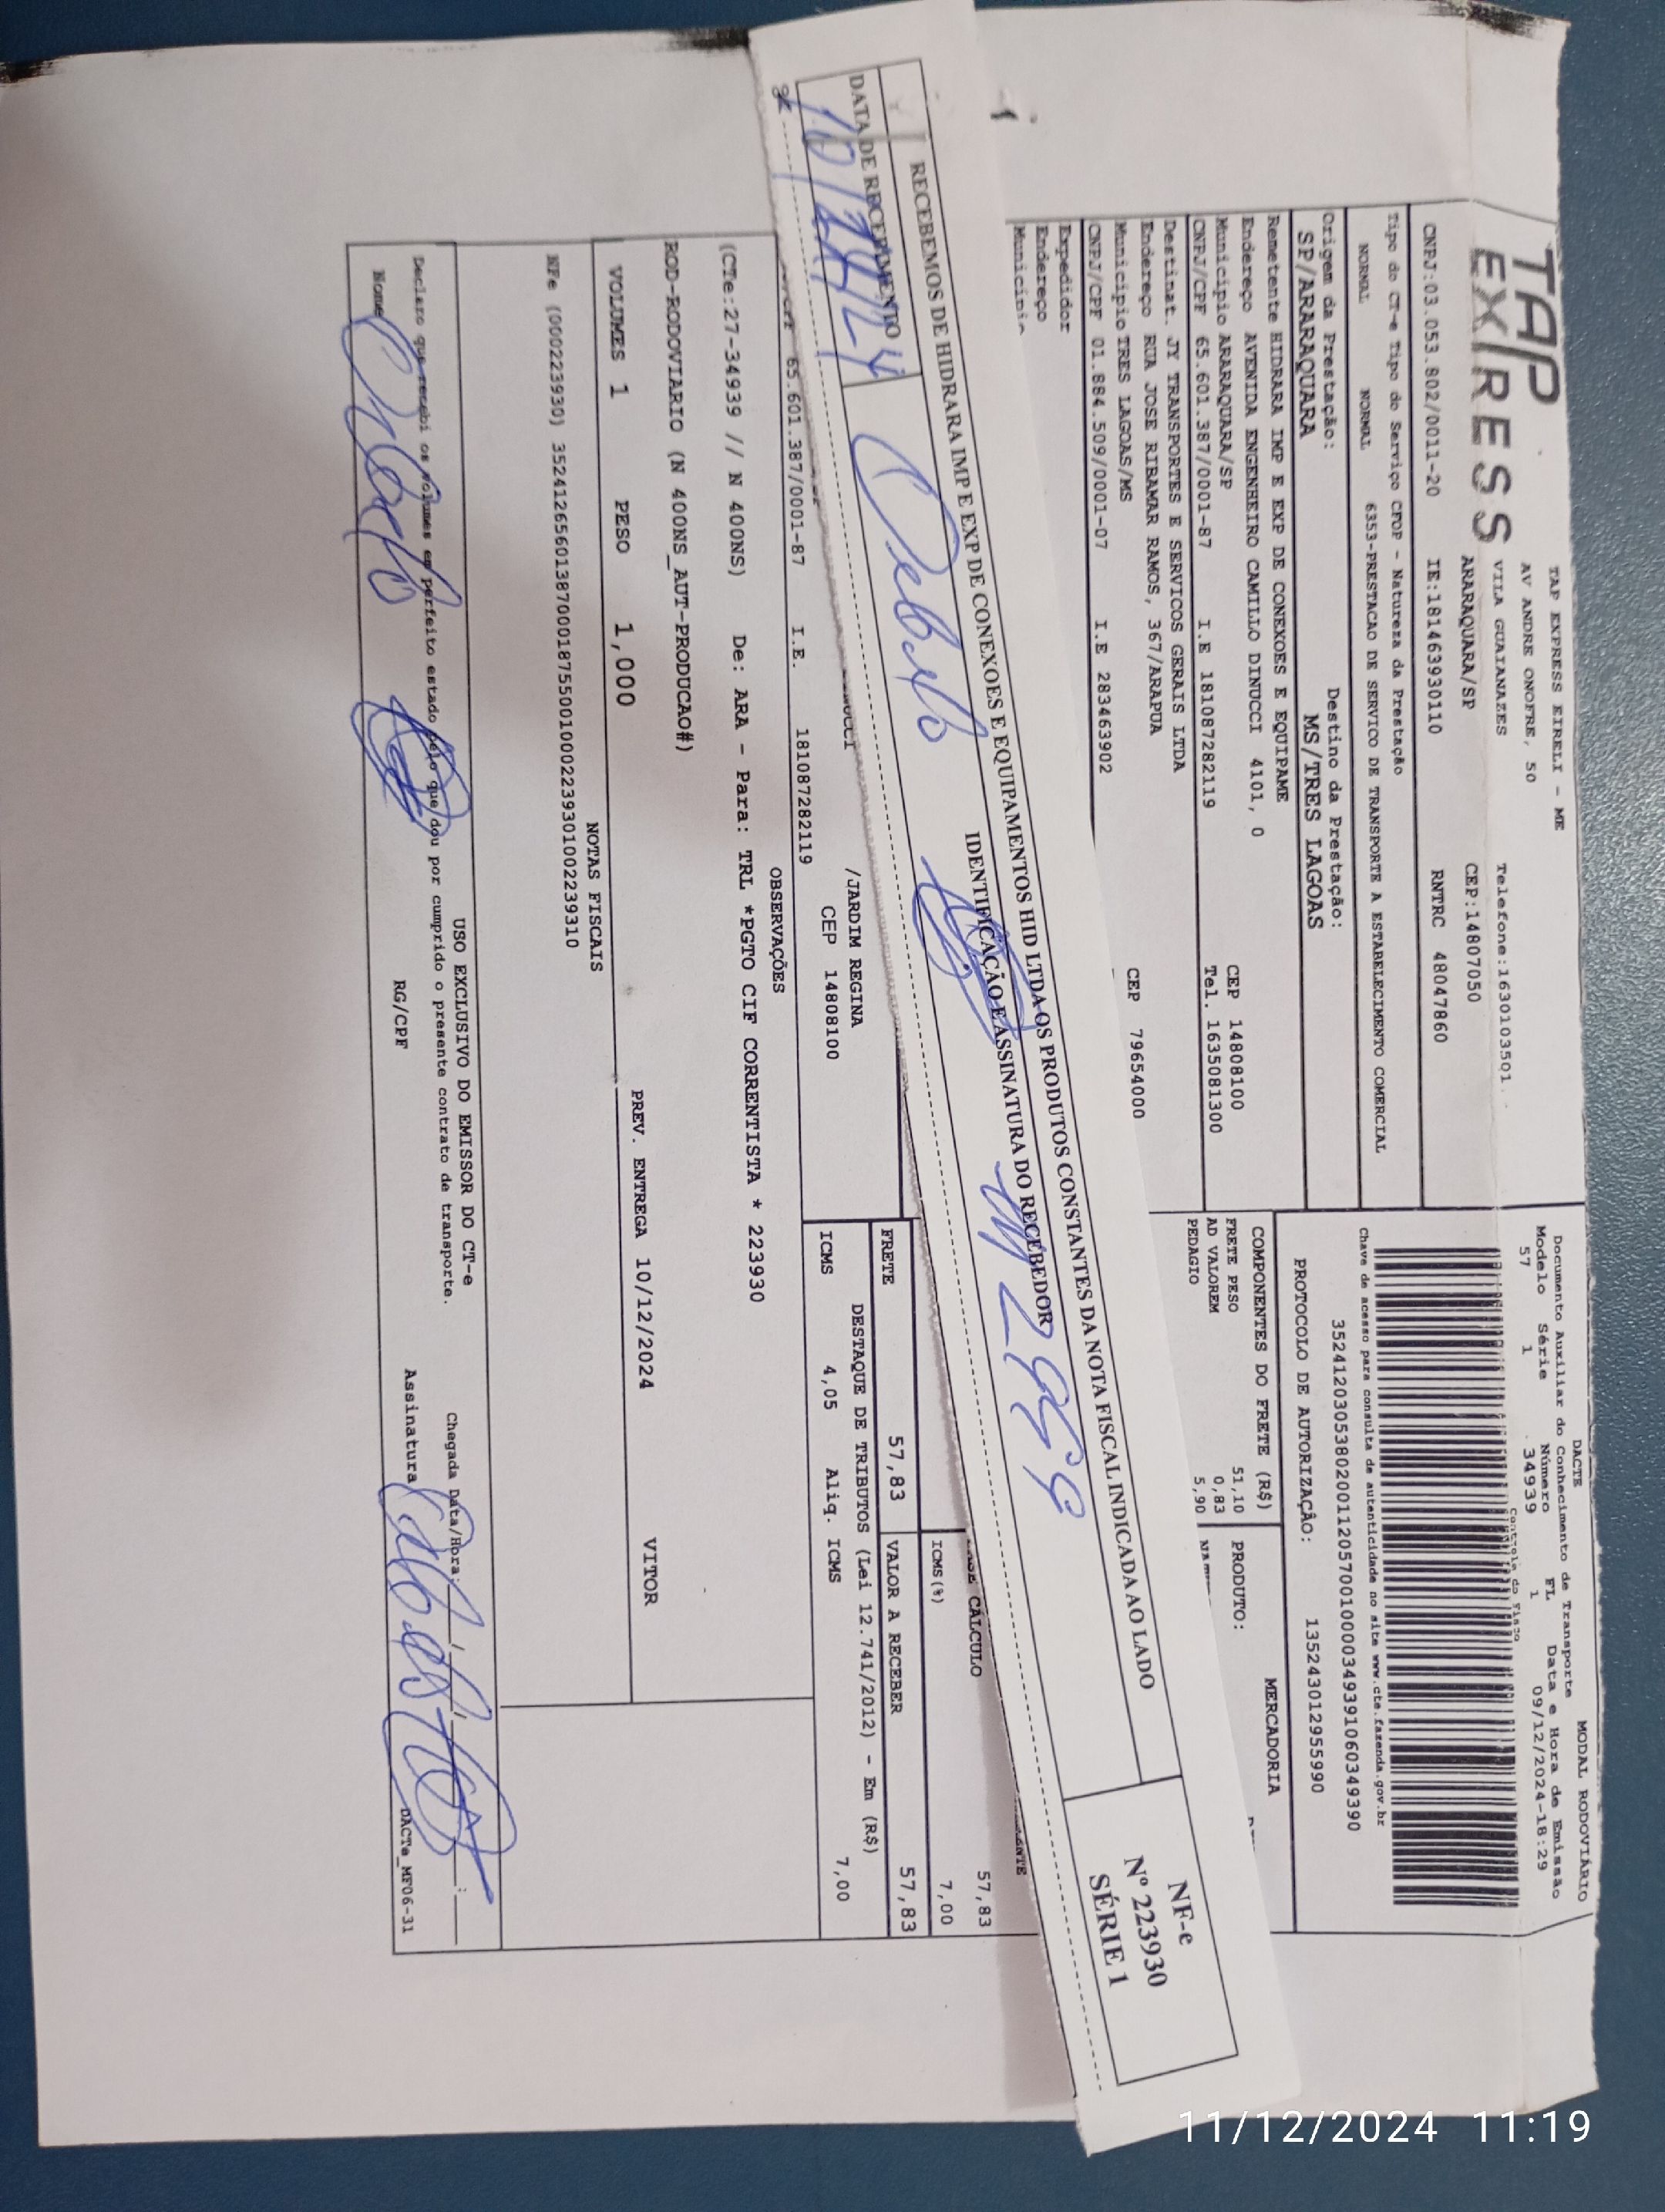 TAP
EXPRESS
TAP EXPRESS EIRELI - ME
AV ANDRE ONOFRE, 50
VILA GUAIANAZES Telefone:1630103501
ARARAQUARA/SP CEP:14807050
CNPJ:03.053.802/0011-20 IE:181463930110 RNTRC 48047860
DACTE MODAL RODOVIÁRIO
Documento Auxiliar do Conhecimento de Transporte
Modelo Série Número FL Data e Hora de Emissão
57 1 34939 1 09/12/2024-18:29
Controle do Fisco
Chave de acesso para consulta de autenticidade no site www.cte.fazenda.gov.br
35241203053802001120570010000349391060349390
PROTOCOLO DE AUTORIZAÇÃO: 135243012955990
Tipo do CT-e Tipo do Serviço CFOP - Natureza da Prestação
NORMAL NORMAL 6353-PRESTACAO DE SERVICO DE TRANSPORTE A ESTABELECIMENTO COMERCIAL
Origem da Prestação: Destino da Prestação:
SP/ARARAQUARA MS/TRES LAGOAS
Remetente HIDRARA IMP E EXP DE CONEXOES E EQUIPAME
Endereço AVENIDA ENGENHEIRO CAMILLO DINUCCI 4101, 0
Município ARARAQUARA/SP CEP 14808100
CNPJ/CPF 65.601.387/0001-87 I.E 181087282119 Tel. 1635081300
Destinat. JY TRANSPORTES E SERVICOS GERAIS LTDA
Endereço RUA JOSE RIBAMAR RAMOS, 367/ARAPUA
Município TRES LAGOAS/MS CEP 79654000
CNPJ/CPF 01.884.509/0001-07 I.E 283463902
Expedidor
Endereço
Município
COMPONENTES DO FRETE (R$) MERCADORIA
FRETE PESO 51,10 PRODUTO:
AD VALOREM 0,83
PEDAGIO 5,90
RECEBEMOS DE HIDRARA IMP E EXP DE CONEXOES E EQUIPAMENTOS HID LTDA OS PRODUTOS CONSTANTES DA NOTA FISCAL INDICADA AO LADO
DATA DE RECEBIMENTO IDENTIFICAÇÃO E ASSINATURA DO RECEBEDOR
10/12/24
NF-e
Nº 223930
SÉRIE 1
CALCULO 57,83
ICMS(%) 7,00
FRETE 57,83 VALOR A RECEBER 57,83
DESTAQUE DE TRIBUTOS (Lei 12.741/2012) - Em (R$)
ICMS 4,05 Aliq. ICMS 7,00
/JARDIM REGINA
CEP 14808100
65.601.387/0001-87 I.E. 181087282119
OBSERVAÇÕES
(CTe:27-34939 // N 400NS) De: ARA - Para: TRL *PGTO CIF CORRENTISTA * 223930
ROD-RODOVIARIO (N 400NS_AUT-PRODUCAO#)
VOLUMES 1 PESO 1,000 PREV. ENTREGA 10/12/2024 VITOR
NOTAS FISCAIS
NFe (000223930) 35241265601387000187550010002239301002239310
USO EXCLUSIVO DO EMISSOR DO CT-e
Declaro que recebi os volumes em perfeito estado pelo que dou por cumprido o presente contrato de transporte.
Chegada Data/Hora: __/__/__ __:__
Nome RG/CPF Assinatura
DACTe_MF06-31
11/12/2024 11:19